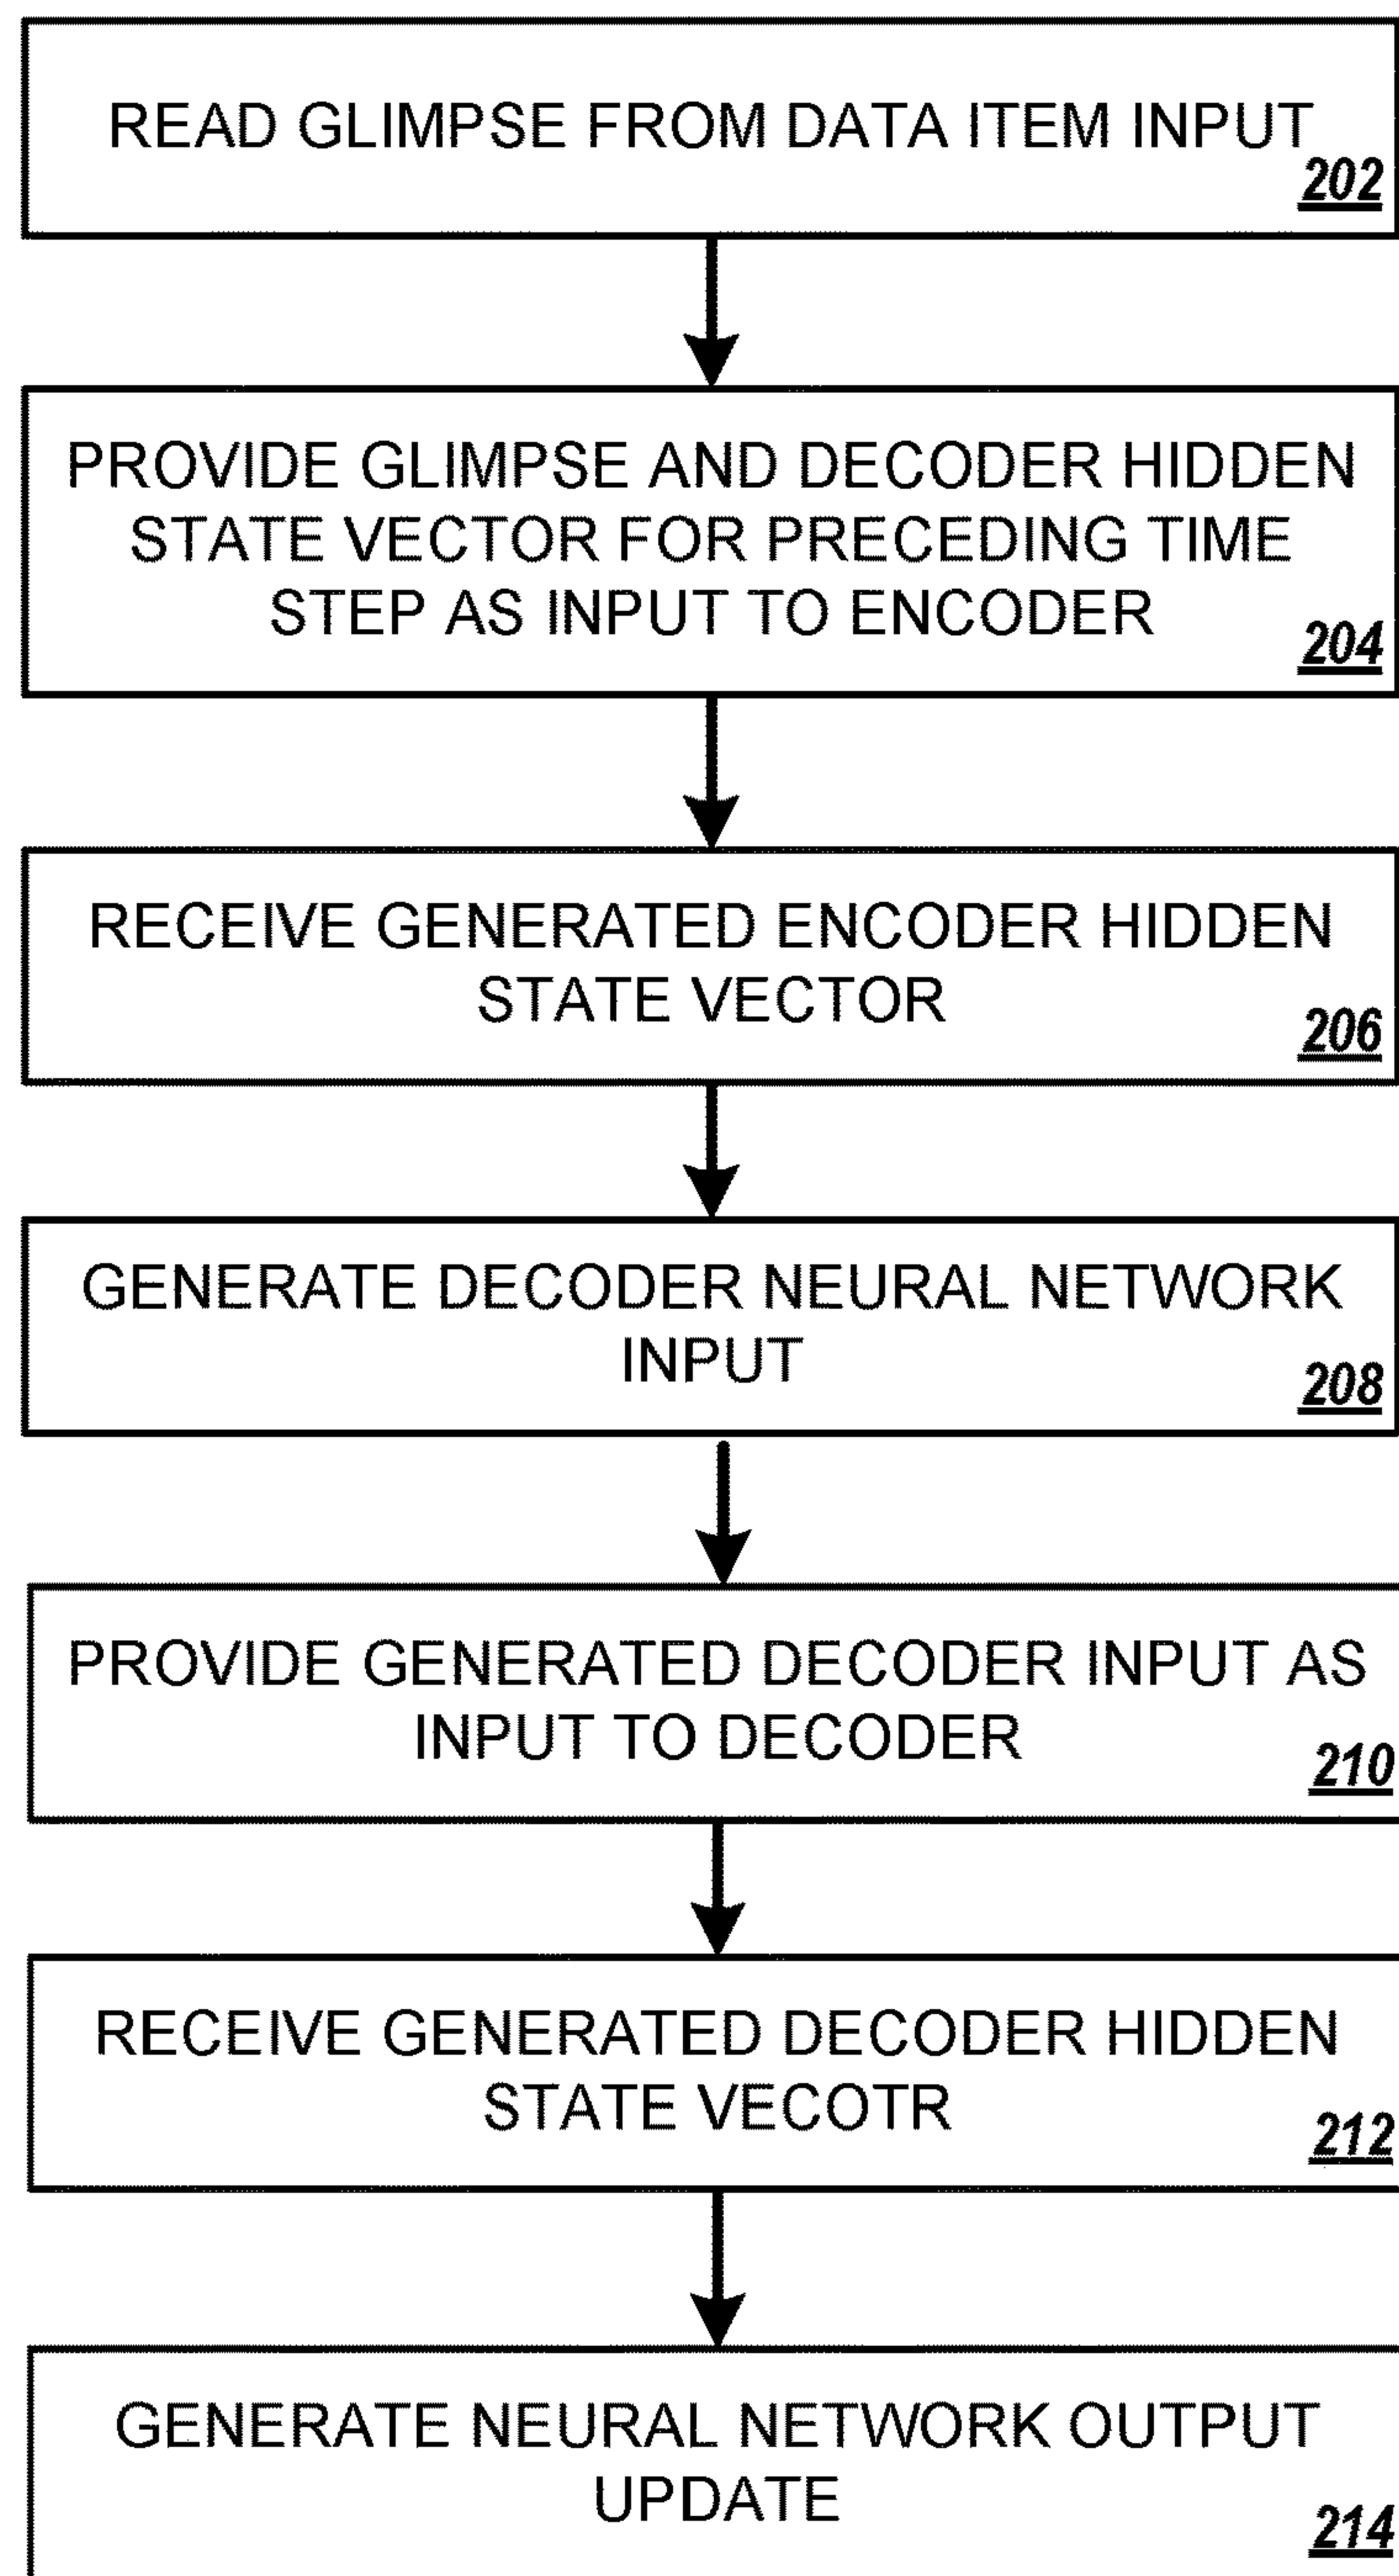 READ GLIMPSE FROM DATA ITEM INPUT
202
PROVIDE GLIMPSE AND DECODER HIDDEN
STATE VECTOR FOR PRECEDING TIME
STEP AS INPUT TO ENCODER
204
RECEIVE GENERATED ENCODER HIDDEN
STATE VECTOR
206
GENERATE DECODER NEURAL NETWORK
INPUT
208
PROVIDE GENERATED DECODER INPUT AS
INPUT TO DECODER
210
RECEIVE GENERATED DECODER HIDDEN
STATE VECOTR
212
GENERATE NEURAL NETWORK OUTPUT
UPDATE
214